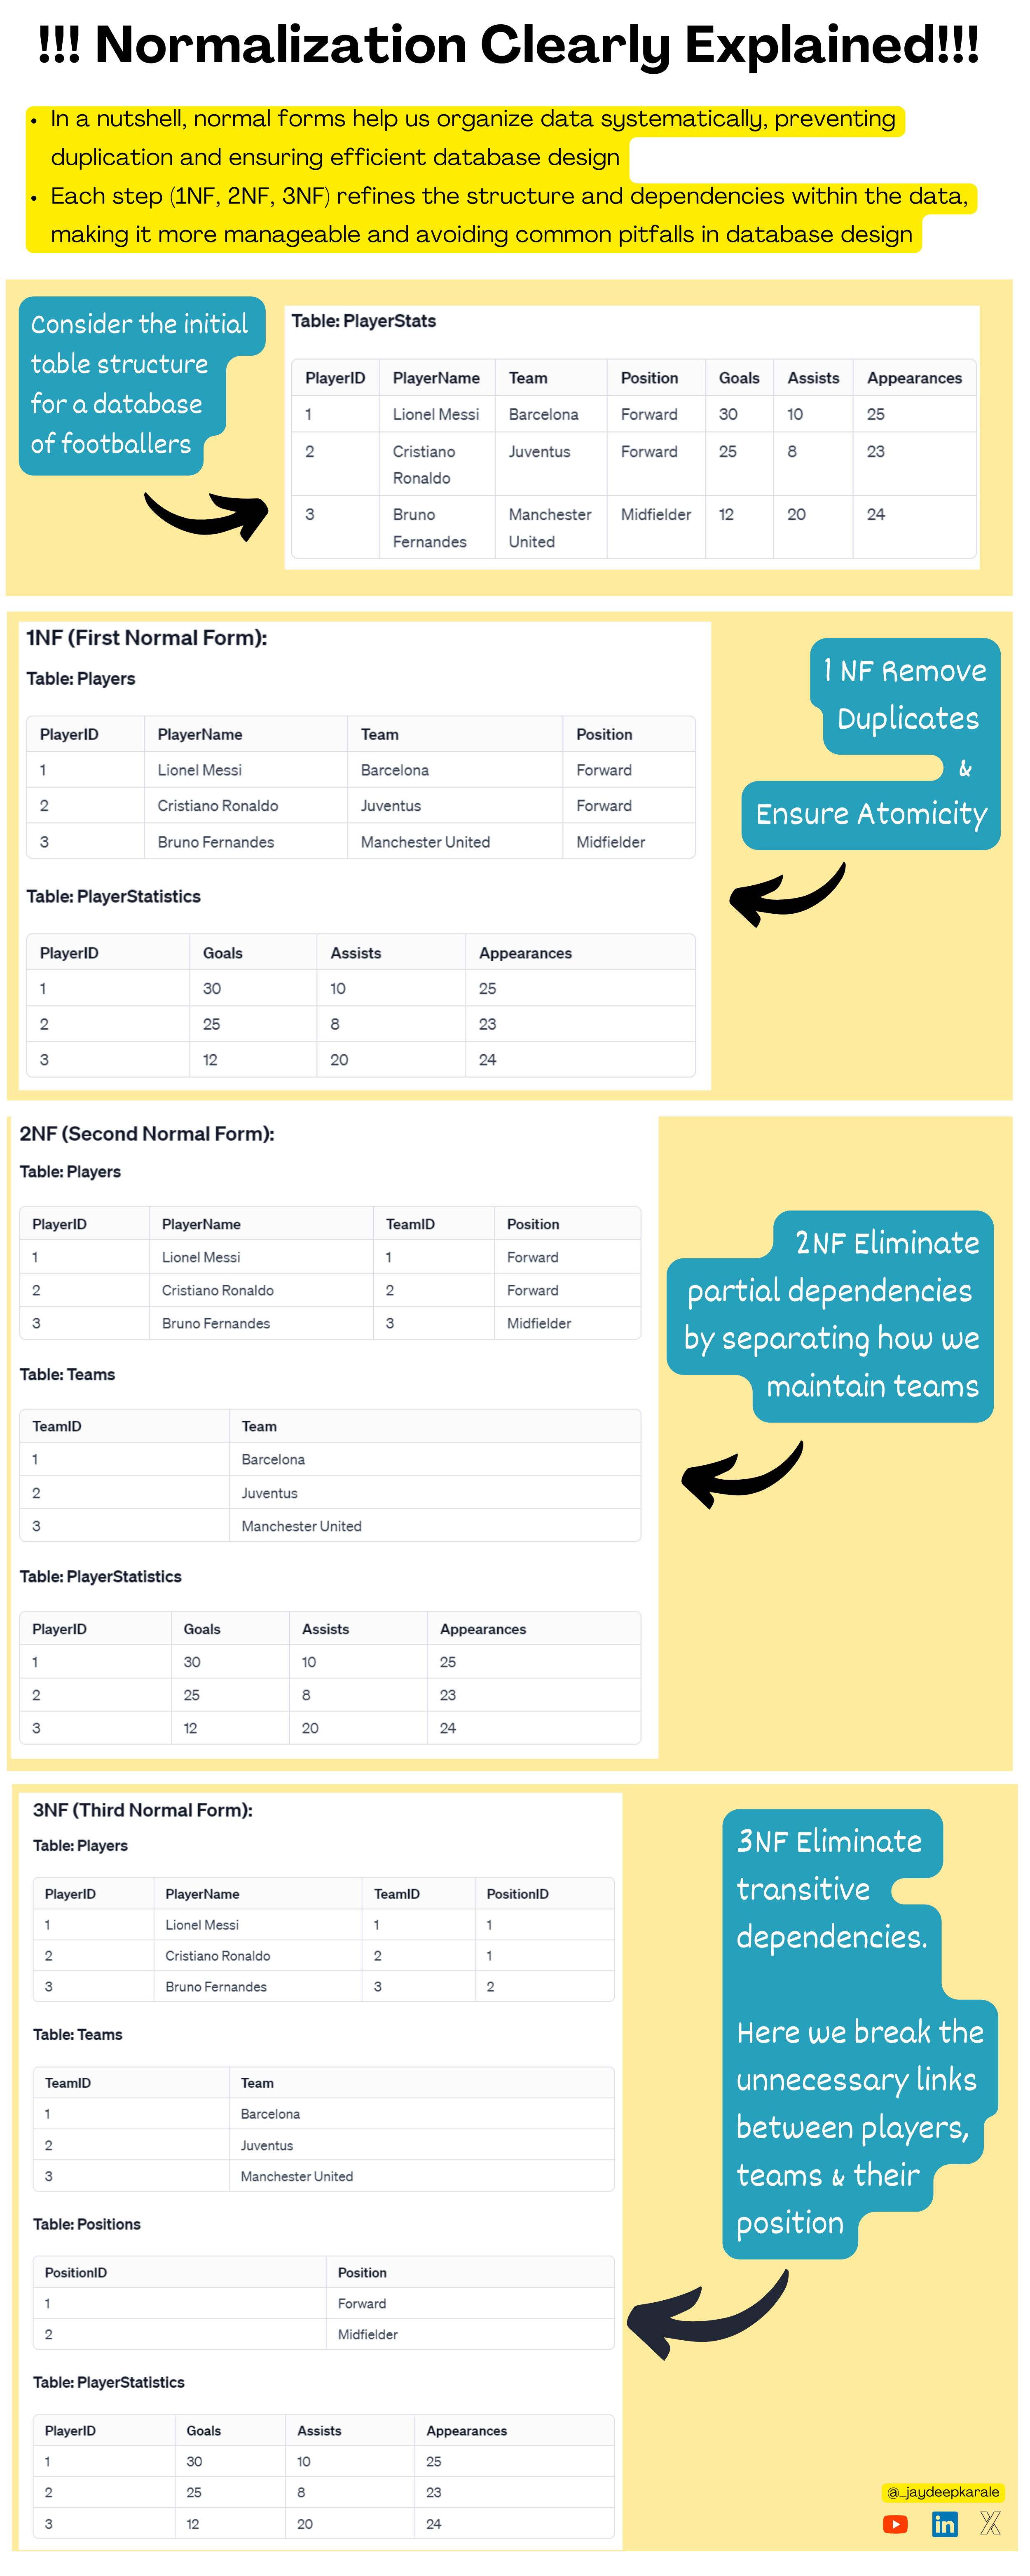 !!! Normalization Clearly Explained!!!
• In a nutshell, normal forms help us organize data systematically, preventing
duplication and ensuring efficient database design
• Each step (1NF, 2NF, 3NF) refines the structure and dependencies within the data,
making it more manageable and avoiding common pitfalls in database design
Consider the initial
table structure
for a database
of footballers
Table: PlayerStats
PlayerID PlayerName Team Position Goals Assists Appearances
1 Lionel Messi Barcelona Forward 30 10 25
2 Cristiano Juventus Forward 25 8 23
Ronaldo
3 Bruno Manchester Midfielder 12 20 24
Fernandes United
1NF (First Normal Form):
Table: Players
PlayerID PlayerName Team Position
1 Lionel Messi Barcelona Forward
2 Cristiano Ronaldo Juventus Forward
3 Bruno Fernandes Manchester United Midfielder
Table: PlayerStatistics
PlayerID Goals Assists Appearances
1 30 10 25
2 25 8 23
3 12 20 24
1 NF Remove
Duplicates
&
Ensure Atomicity
2NF (Second Normal Form):
Table: Players
PlayerID PlayerName TeamID Position
1 Lionel Messi 1 Forward
2 Cristiano Ronaldo 2 Forward
3 Bruno Fernandes 3 Midfielder
Table: Teams
TeamID Team
1 Barcelona
2 Juventus
3 Manchester United
Table: PlayerStatistics
PlayerID Goals Assists Appearances
1 30 10 25
2 25 8 23
3 12 20 24
2NF Eliminate
partial dependencies
by separating how we
maintain teams
3NF (Third Normal Form):
Table: Players
PlayerID PlayerName TeamID PositionID
1 Lionel Messi 1 1
2 Cristiano Ronaldo 2 1
3 Bruno Fernandes 3 2
Table: Teams
TeamID Team
1 Barcelona
2 Juventus
3 Manchester United
Table: Positions
PositionID Position
1 Forward
2 Midfielder
Table: PlayerStatistics
PlayerID Goals Assists Appearances
1 30 10 25
2 25 8 23
3 12 20 24
3NF Eliminate
transitive
dependencies.
Here we break the
unnecessary links
between players,
teams & their
position
@_jaydeepkarale
in
X